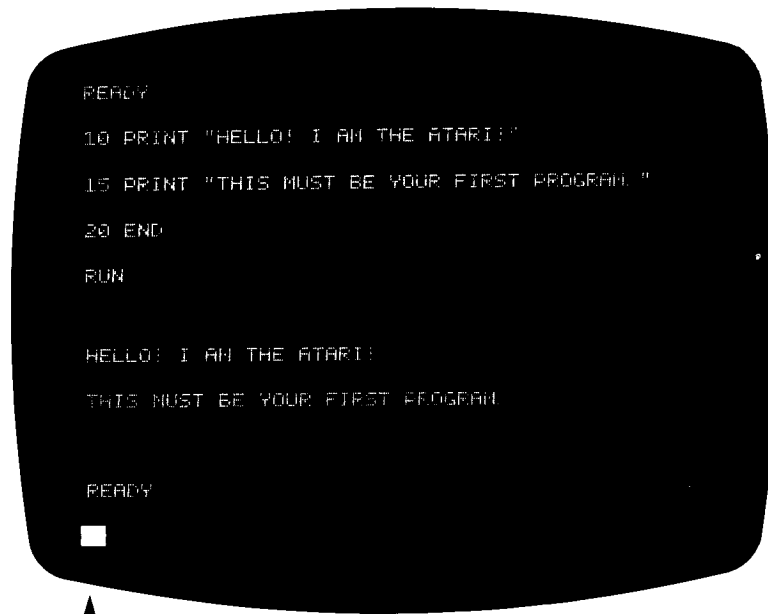 READY
10 PRINT "HELLO! I AM THE ATARI!"
15 PRINT "THIS MUST BE YOUR FIRST PROGRAM."
20 END
RUN
HELLO! I AM THE ATARI!
THIS MUST BE YOUR FIRST PROGRAM.
READY